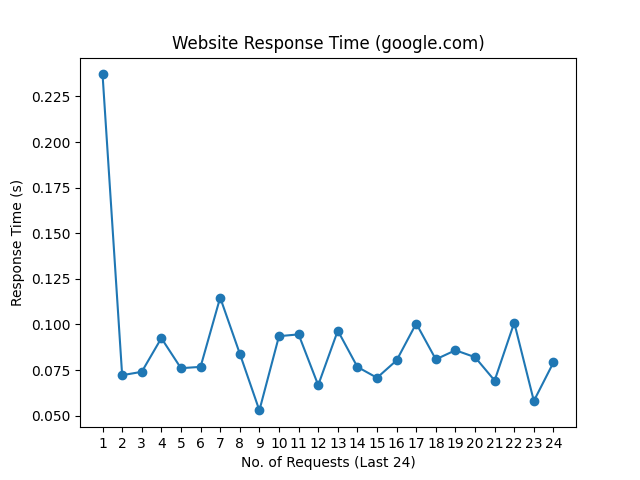 Website Response Time (google.com)
Response Time (s)
0.225
0.200
0.175
0.150
0.125
0.100
0.075
0.050
1 2 3 4 5 6 7 8 9 10 11 12 13 14 15 16 17 18 19 20 21 22 23 24
No. of Requests (Last 24)